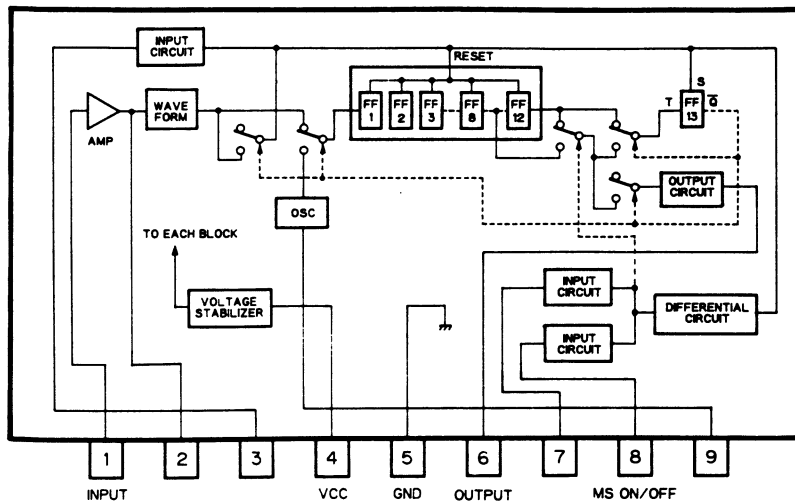 INPUT
CIRCUIT
RESET
S
AMP
WAVE
FORM
FF
1
FF
2
FF
3
FF
8
FF
12
T
FF
13
Q̅
OSC
OUTPUT
CIRCUIT
TO EACH BLOCK
VOLTAGE
STABILIZER
INPUT
CIRCUIT
INPUT
CIRCUIT
DIFFERENTIAL
CIRCUIT
1 2 3 4 5 6 7 8 9
INPUT VCC GND OUTPUT MS ON/OFF